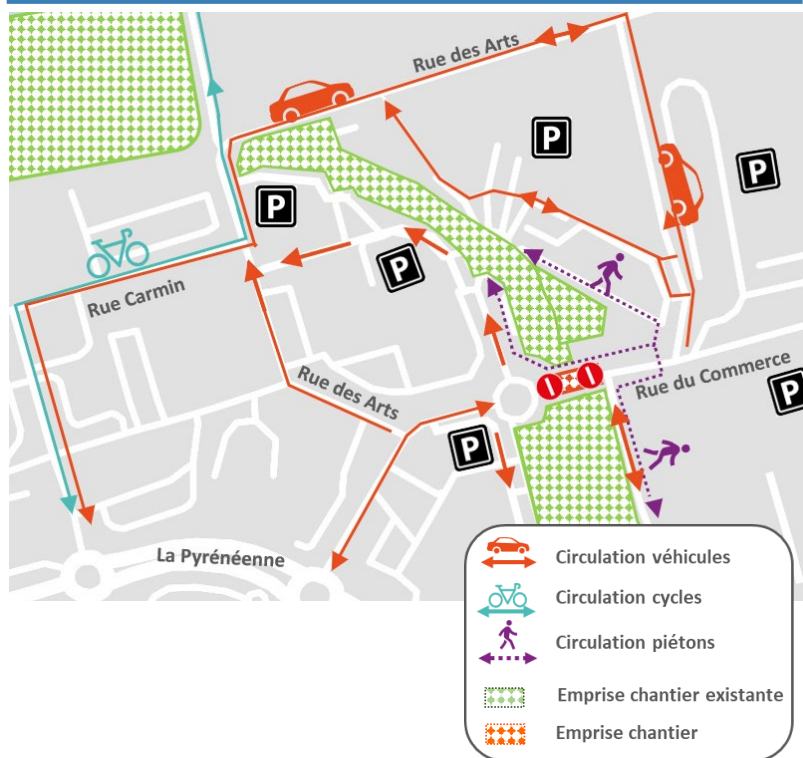 Rue des Arts
P
P
P
P
Rue Carmin
Rue du Commerce
P
Rue des Arts
P
La Pyrénéenne
Circulation véhicules
Circulation cycles
Circulation piétons
Emprise chantier existante
Emprise chantier